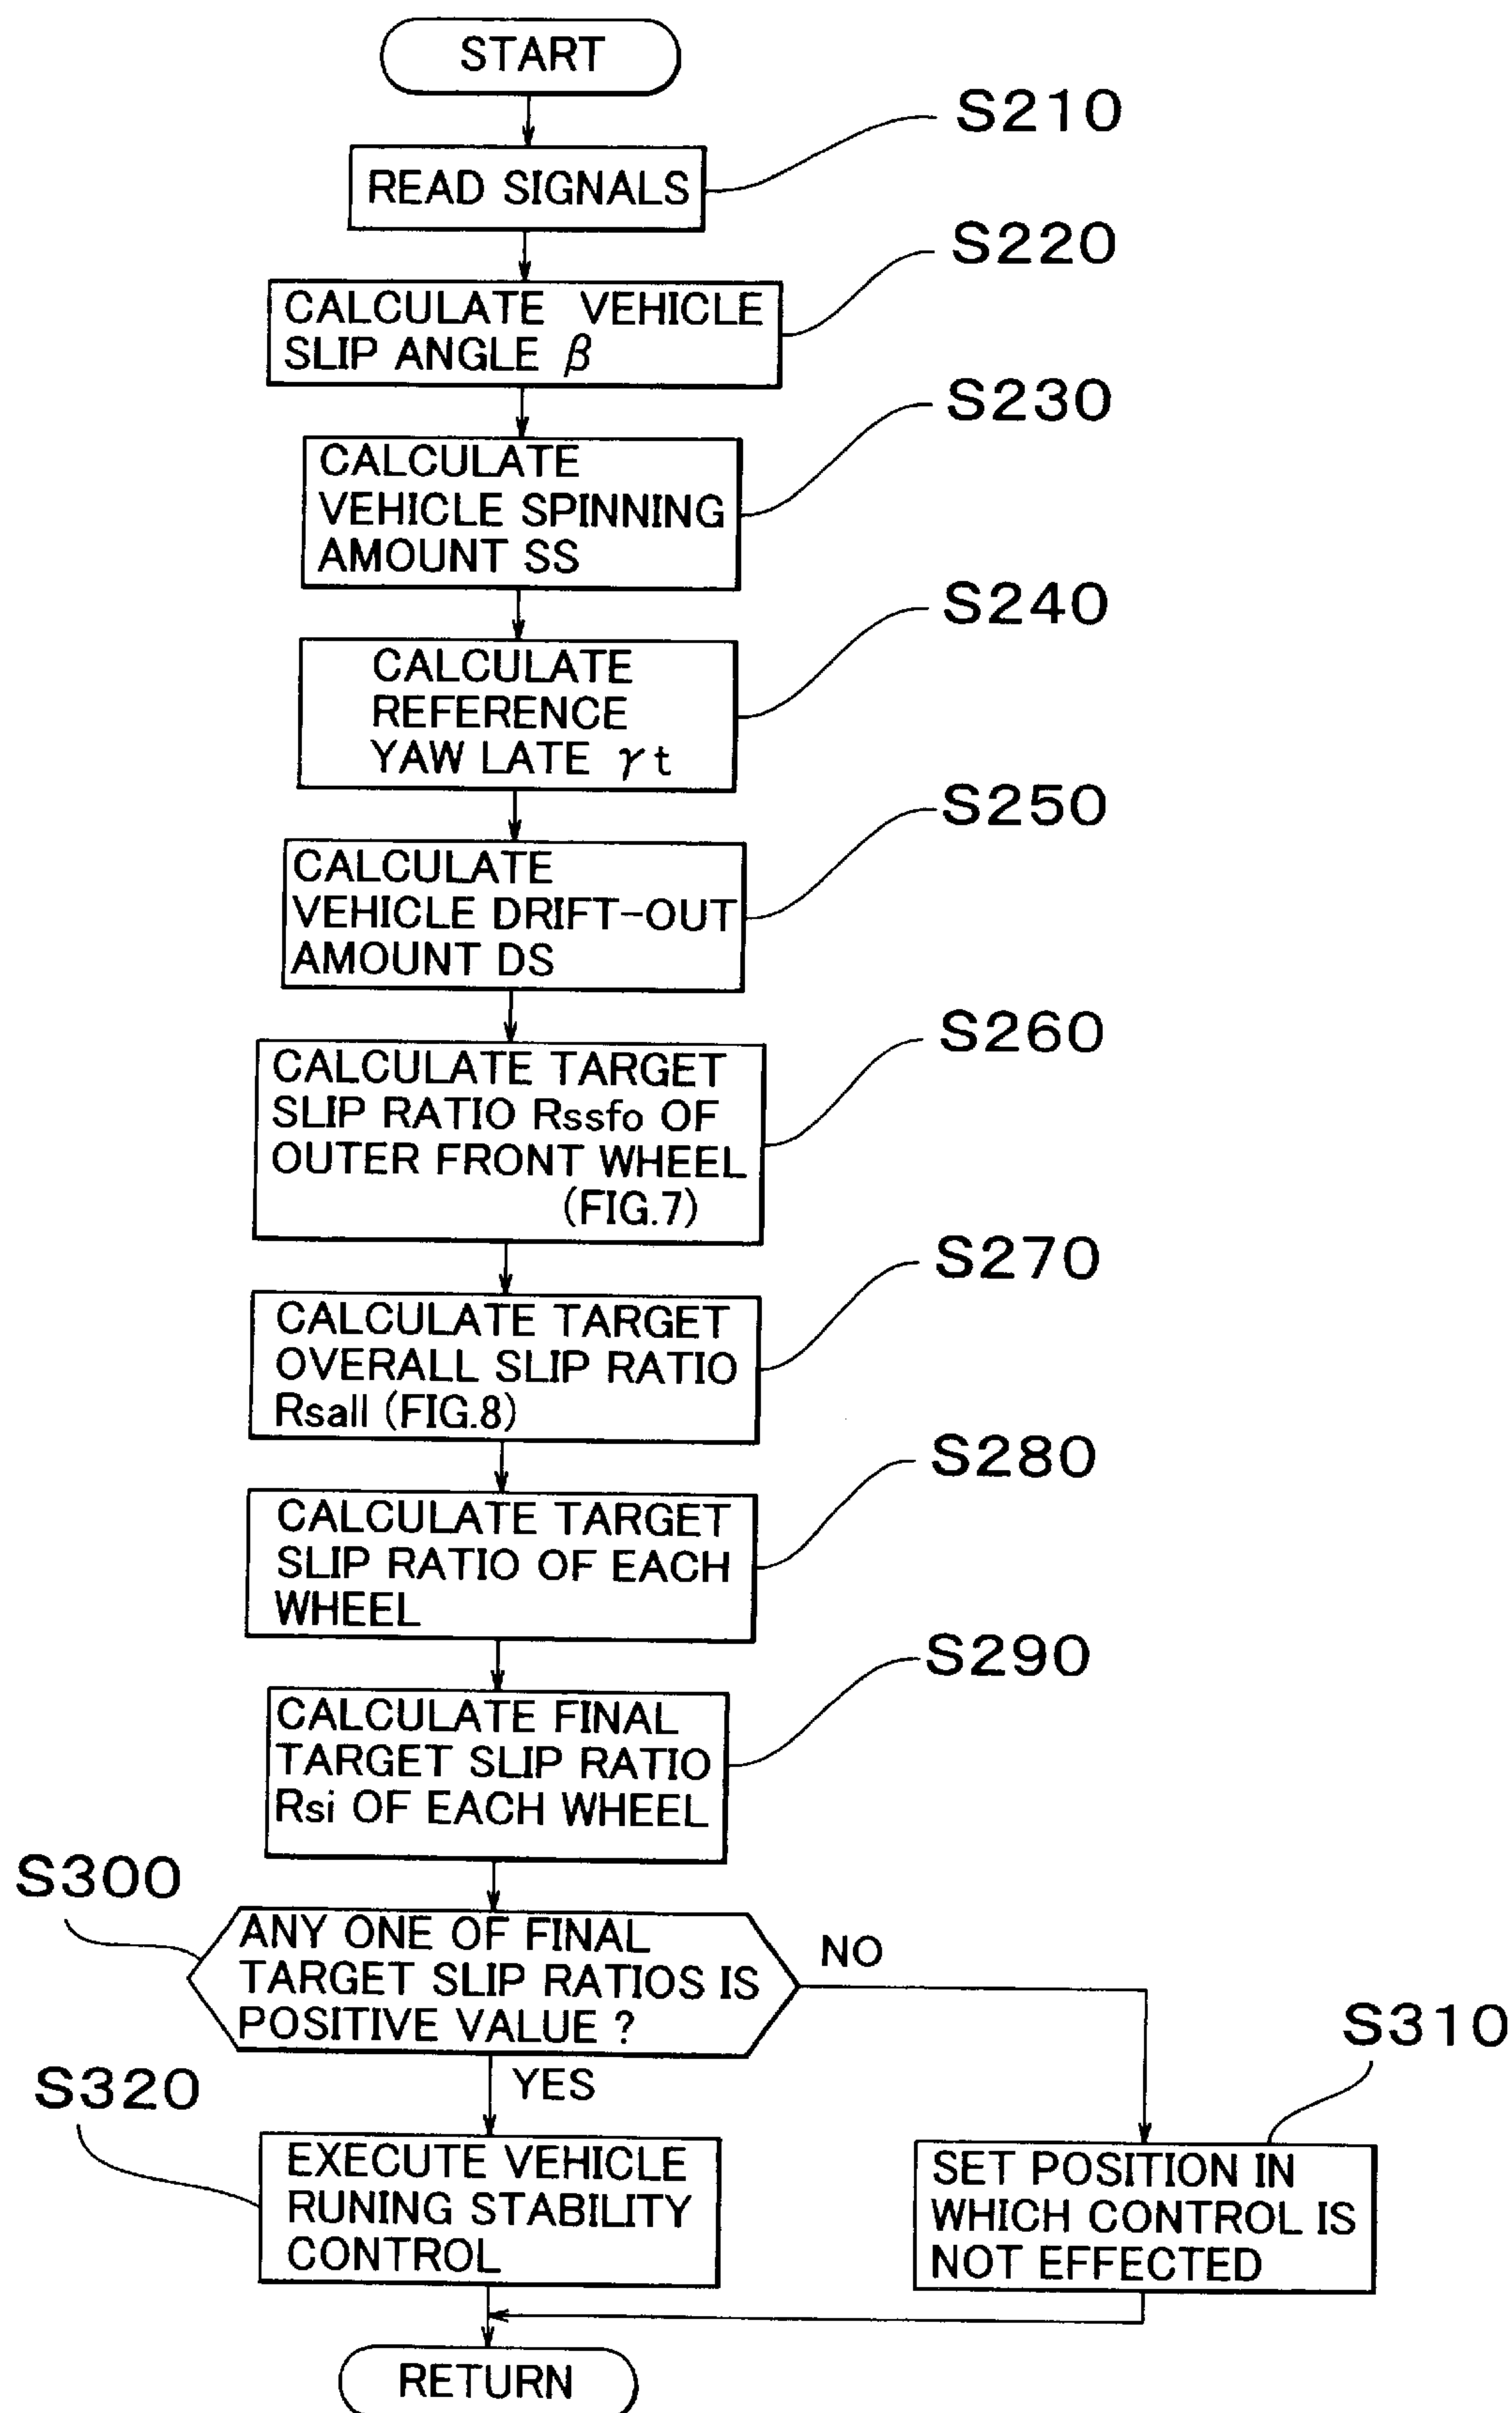 START
S210
READ SIGNALS
S220
CALCULATE VEHICLE
SLIP ANGLE β
S230
CALCULATE
VEHICLE SPINNING
AMOUNT SS
S240
CALCULATE
REFERENCE
YAW LATE γt
S250
CALCULATE
VEHICLE DRIFT-OUT
AMOUNT DS
S260
CALCULATE TARGET
SLIP RATIO Rssfo OF
OUTER FRONT WHEEL
(FIG.7)
S270
CALCULATE TARGET
OVERALL SLIP RATIO
Rsall (FIG.8)
S280
CALCULATE TARGET
SLIP RATIO OF EACH
WHEEL
S290
CALCULATE FINAL
TARGET SLIP RATIO
Rsi OF EACH WHEEL
S300
ANY ONE OF FINAL
TARGET SLIP RATIOS IS
POSITIVE VALUE ?
NO
YES
S310
SET POSITION IN
WHICH CONTROL IS
NOT EFFECTED
S320
EXECUTE VEHICLE
RUNING STABILITY
CONTROL
RETURN